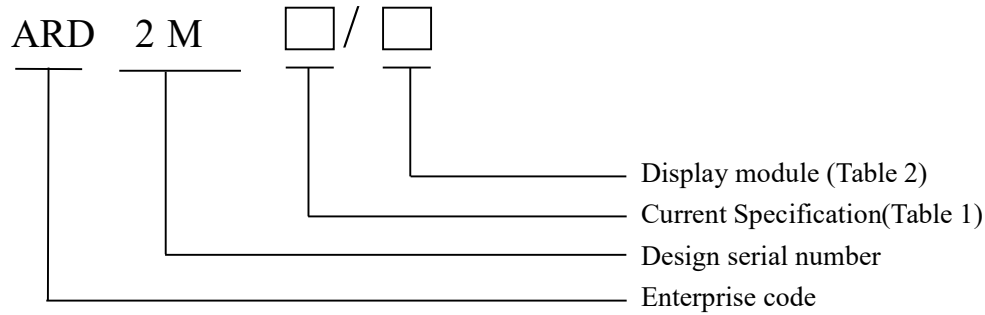 ARD 2 M □ / □
Display module (Table 2)
Current Specification(Table 1)
Design serial number
Enterprise code